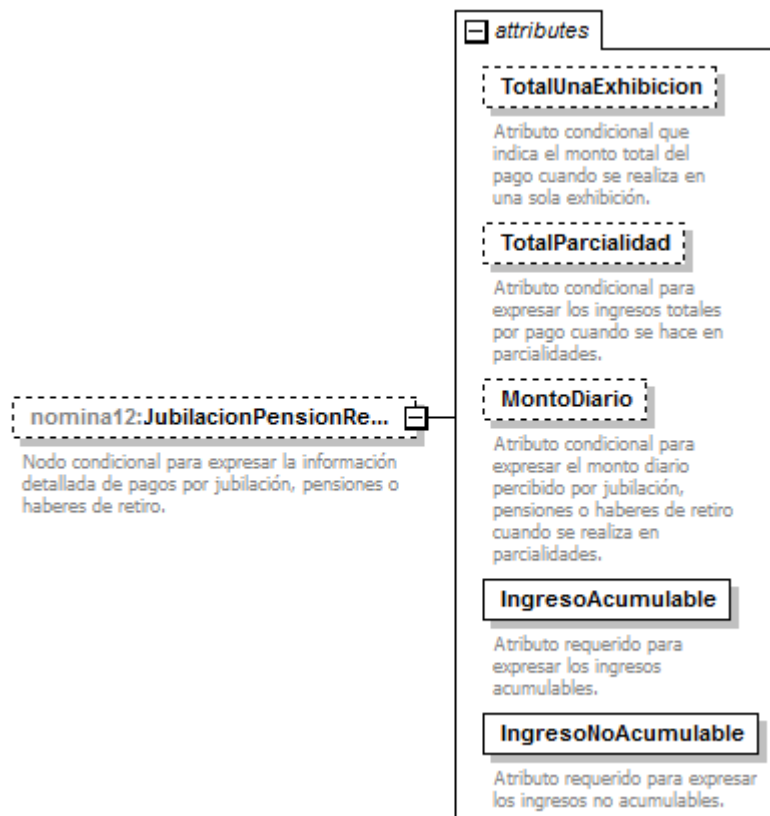 attributes
TotalUnaExhibicion
Atributo condicional que
indica el monto total del
pago cuando se realiza en
una sola exhibición.
TotalParcialidad
Atributo condicional para
expresar los ingresos totales
por pago cuando se hace en
parcialidades.
nomina12:JubilacionPensionRe...
Nodo condicional para expresar la información
detallada de pagos por jubilación, pensiones o
haberes de retiro.
MontoDiario
Atributo condicional para
expresar el monto diario
percibido por jubilación,
pensiones o haberes de retiro
cuando se realiza en
parcialidades.
IngresoAcumulable
Atributo requerido para
expresar los ingresos
acumulables.
IngresoNoAcumulable
Atributo requerido para expresar
los ingresos no acumulables.